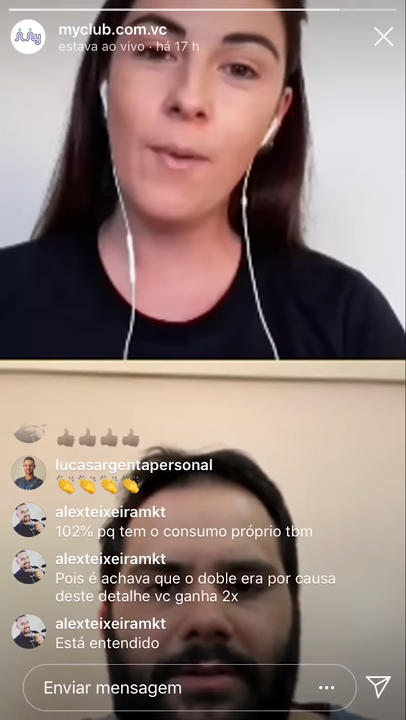 myclub.com.vc
estava ao vivo · há 17 h
👍🏾👍🏾👍🏾👍🏾
lucasargentapersonal
👏👏👏👏
alexteixeiramkt
102% pq tem o consumo próprio tbm
alexteixeiramkt
Pois é achava que o doble era por causa
deste detalhe vc ganha 2x
alexteixeiramkt
Está entendido
Enviar mensagem